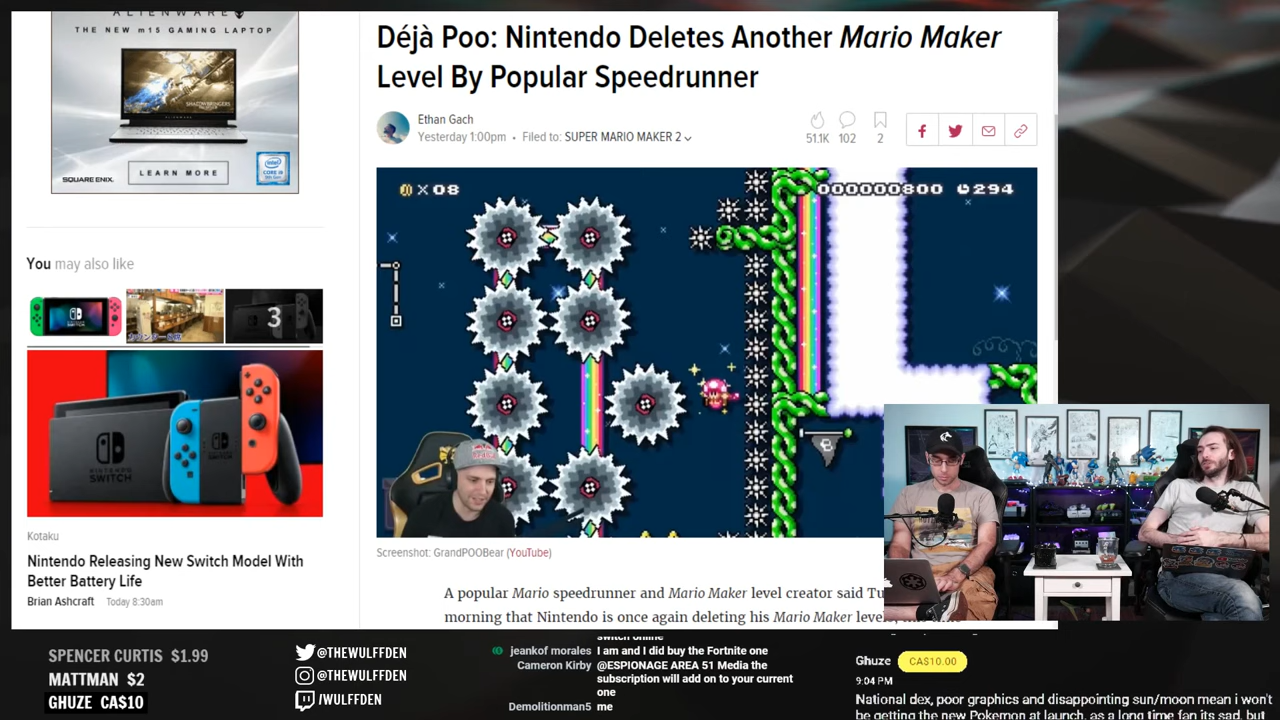 ALIENWARE
THE NEW m15 GAMING LAPTOP
SHADOWBRINGERS
SQUARE ENIX.
LEARN MORE
intel
CORE i9
You may also like
3
Kotaku
Nintendo Releasing New Switch Model With
Better Battery Life
Brian Ashcraft Today 8:30am
Déjà Poo: Nintendo Deletes Another Mario Maker
Level By Popular Speedrunner
Ethan Gach
Yesterday 1:00pm • Filed to: SUPER MARIO MAKER 2
51.1K 102 2
×08
000000800 294
Screenshot: GrandPOOBear (YouTube)
A popular Mario speedrunner and Mario Maker level creator said Tu
morning that Nintendo is once again deleting his Mario Maker levels,
SPENCER CURTIS $1.99
MATTMAN $2
GHUZE CA$10
@THEWULFFDEN
@THEWULFFDEN
/WULFFDEN
switch online
jeankof morales I am and I did buy the Fortnite one
Cameron Kirby @ESPIONAGE AREA 51 Media the
subscription will add on to your current
one
Demolitionman5 me
Ghuze CA$10.00
9:04 PM
National dex, poor graphics and disappointing sun/moon mean i won't
be getting the new Pokemon at launch, as a long time fan its sad, but